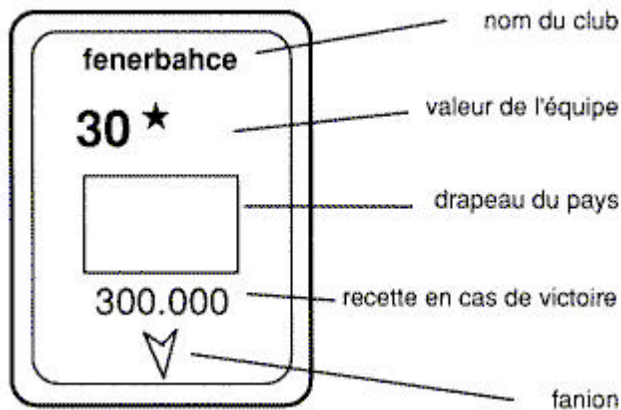 nom du club
fenerbahce
valeur de l'équipe
30 ★
drapeau du pays
300.000
recette en cas de victoire
fanion